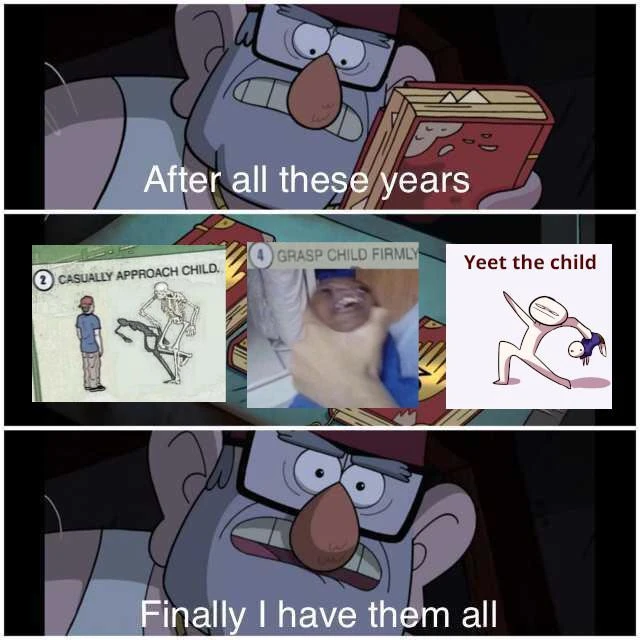 After all these years
2 CASUALLY APPROACH CHILD.
4 GRASP CHILD FIRMLY
Yeet the child
Finally I have them all